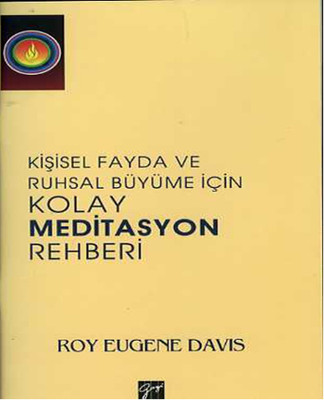 KİŞİSEL FAYDA VE
RUHSAL BÜYÜME İÇİN
KOLAY
MEDİTASYON
REHBERİ
ROY EUGENE DAVIS